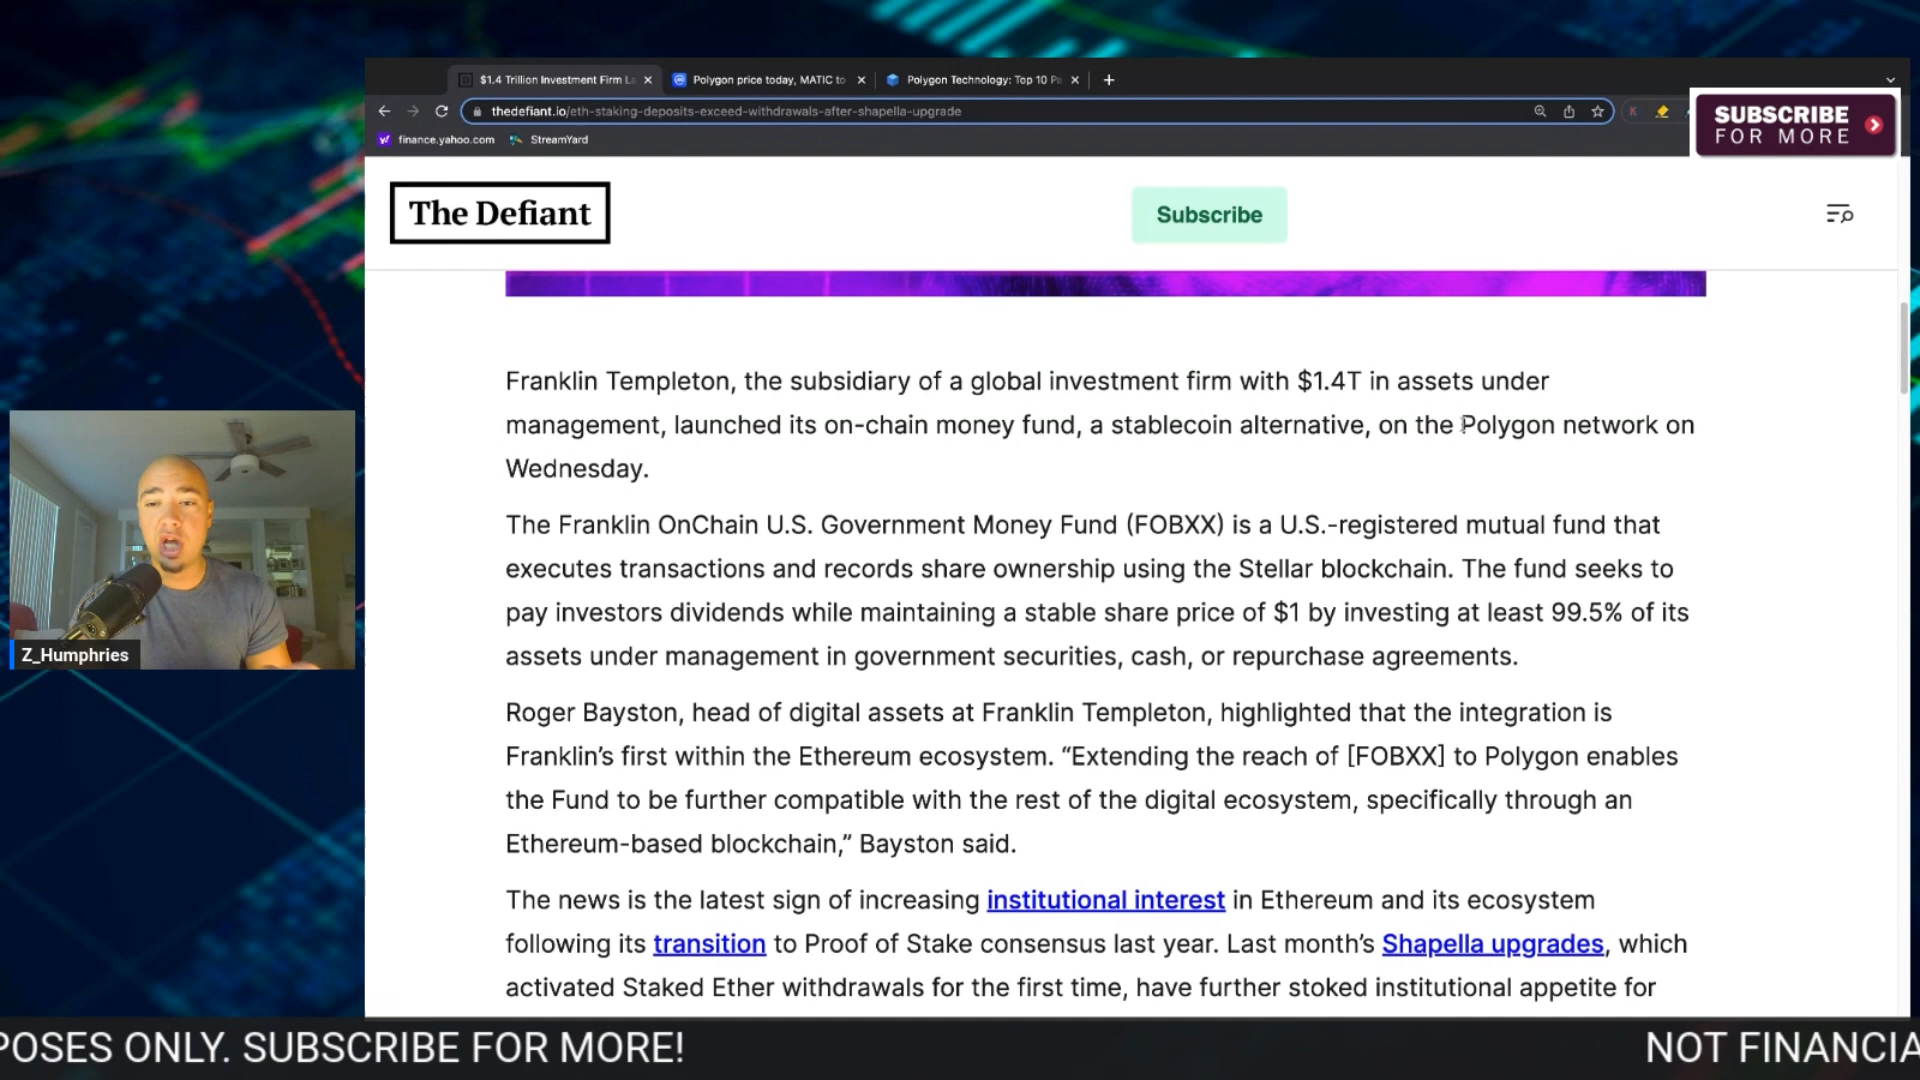 $1.4 Trillion Investment Firm La
Polygon price today, MATIC to
Polygon Technology: Top 10 Pa
thedefiant.io/eth-staking-deposits-exceed-withdrawals-after-shapella-upgrade
finance.yahoo.com
StreamYard
SUBSCRIBE
FOR MORE
The Defiant
Subscribe
Franklin Templeton, the subsidiary of a global investment firm with $1.4T in assets under
management, launched its on-chain money fund, a stablecoin alternative, on the Polygon network on
Wednesday.
The Franklin OnChain U.S. Government Money Fund (FOBXX) is a U.S.-registered mutual fund that
executes transactions and records share ownership using the Stellar blockchain. The fund seeks to
pay investors dividends while maintaining a stable share price of $1 by investing at least 99.5% of its
assets under management in government securities, cash, or repurchase agreements.
Roger Bayston, head of digital assets at Franklin Templeton, highlighted that the integration is
Franklin’s first within the Ethereum ecosystem. “Extending the reach of [FOBXX] to Polygon enables
the Fund to be further compatible with the rest of the digital ecosystem, specifically through an
Ethereum-based blockchain,” Bayston said.
The news is the latest sign of increasing institutional interest in Ethereum and its ecosystem
following its transition to Proof of Stake consensus last year. Last month’s Shapella upgrades, which
activated Staked Ether withdrawals for the first time, have further stoked institutional appetite for
Z_Humphries
POSES ONLY. SUBSCRIBE FOR MORE!
NOT FINANCIA